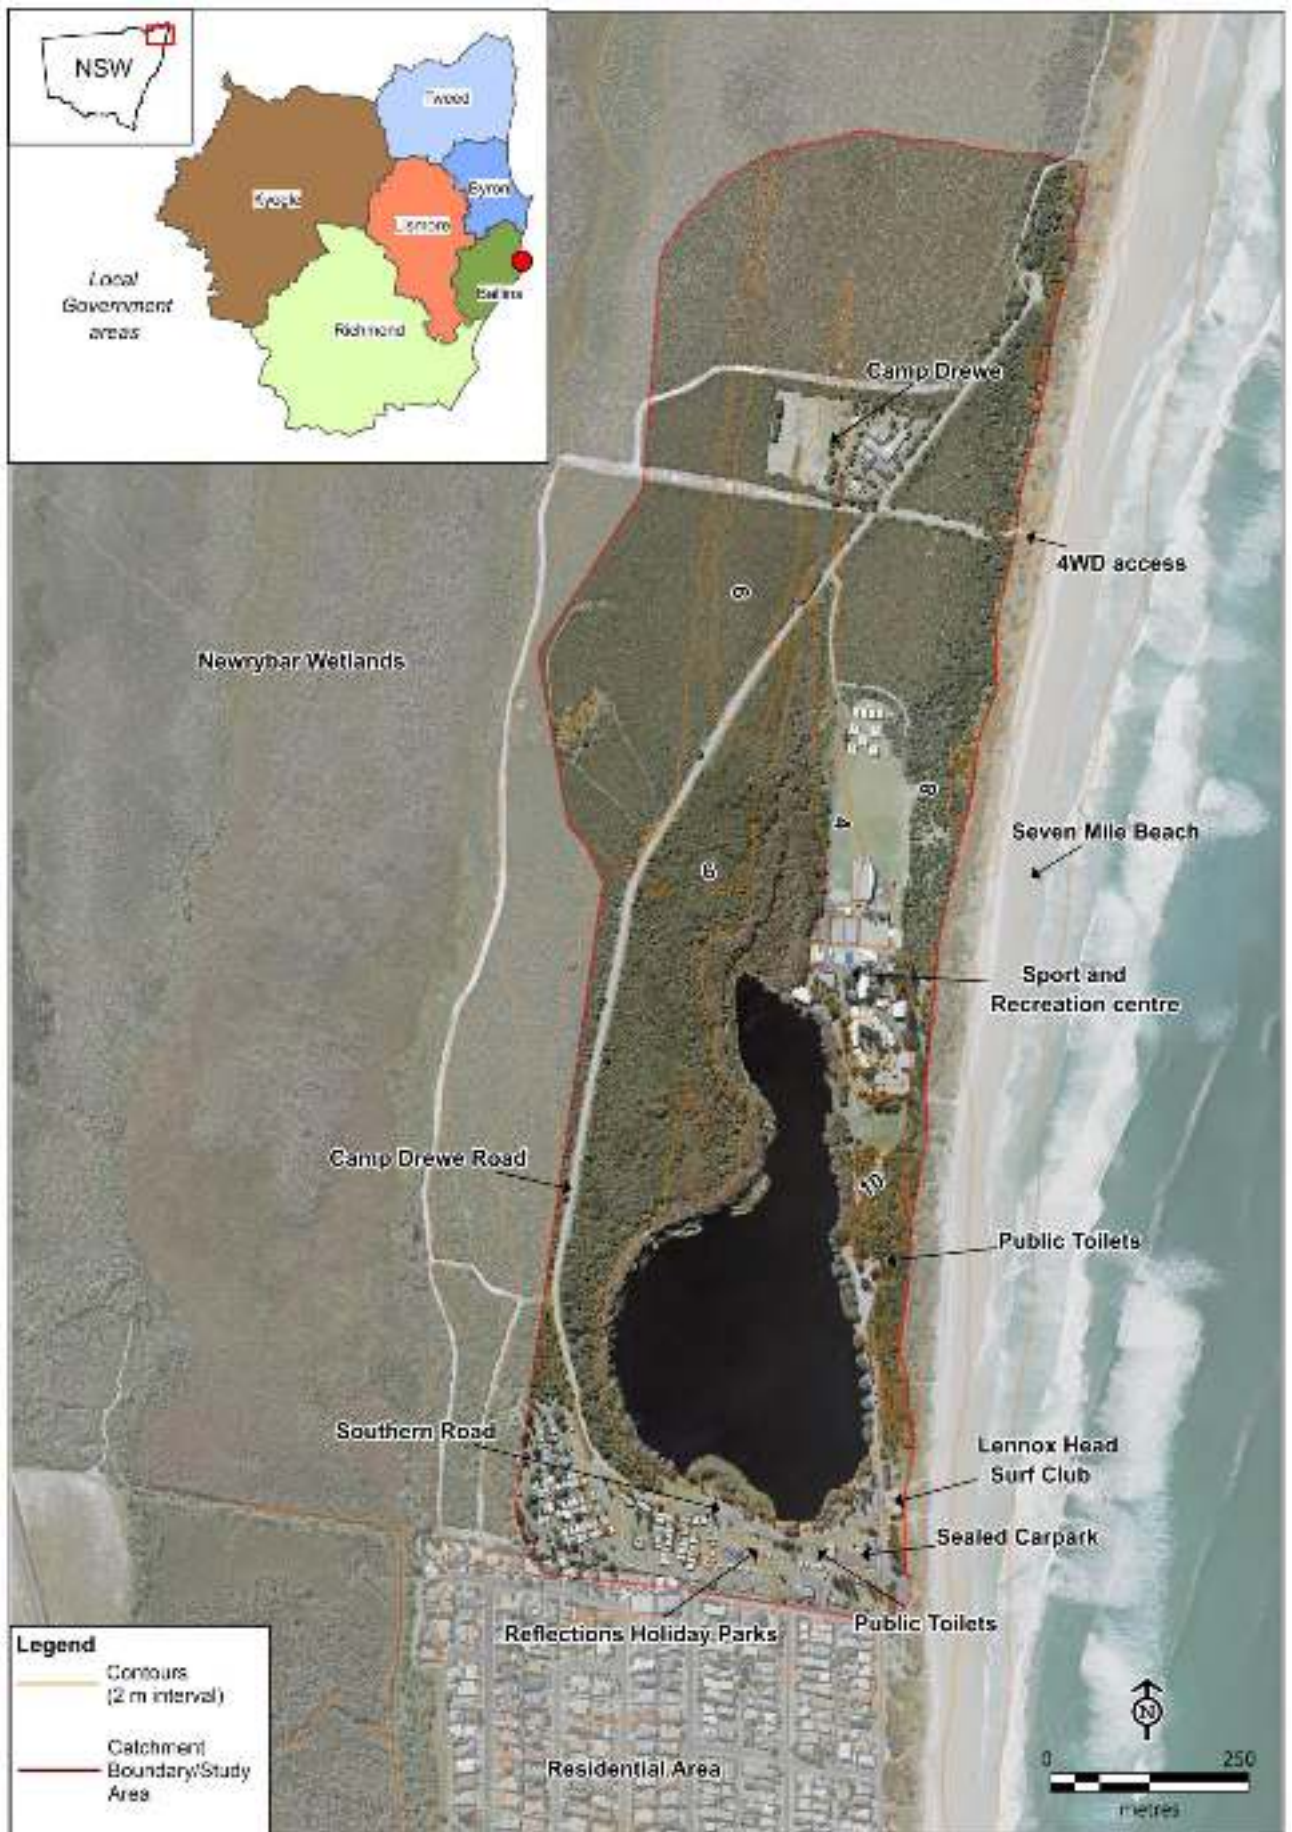 NSW
Tweed
Kyogle
Byron
Lismore
Ballina
Local
Government
areas
Richmond
Camp Drewe
4WD access
6
Newrybar Wetlands
8
4
Seven Mile Beach
6
Sport and
Recreation centre
Camp Drewe Road
10
Public Toilets
Southern Road
Lennox Head
Surf Club
Sealed Carpark
Public Toilets
Reflections Holiday Parks
Residential Area
Legend
Contours
(2 m interval)
Catchment
Boundary/Study
Area
N
0 250
metres